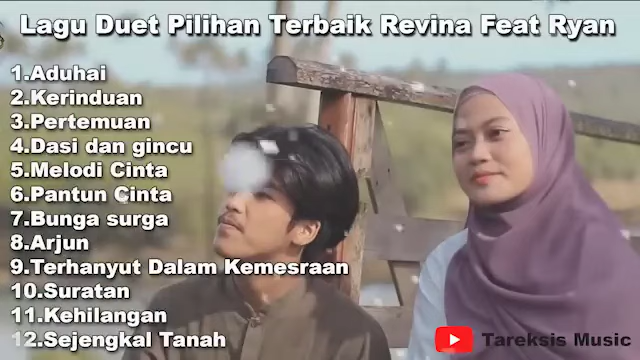 Lagu Duet Pilihan Terbaik Revina Feat Ryan
1.Aduhai
2.Kerinduan
3.Pertemuan
4.Dasi dan gincu
5.Melodi Cinta
6.Pantun Cinta
7.Bunga surga
8.Arjun
9.Terhanyut Dalam Kemesraan
10.Suratan
11.Kehilangan
12.Sejengkal Tanah
Tareksis Music